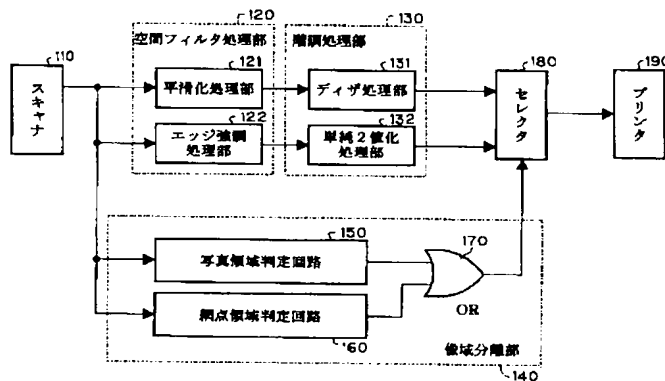 120
130
空間フィルタ処理部
階調処理部
110
121
131
180
190
スキャナ
平滑化処理部
ディザ処理部
セレクタ
プリンタ
122
132
エッジ強調
処理部
単純2値化
処理部
150
写真領域判定回路
170
OR
網点領域判定回路
160
像域分離部
140